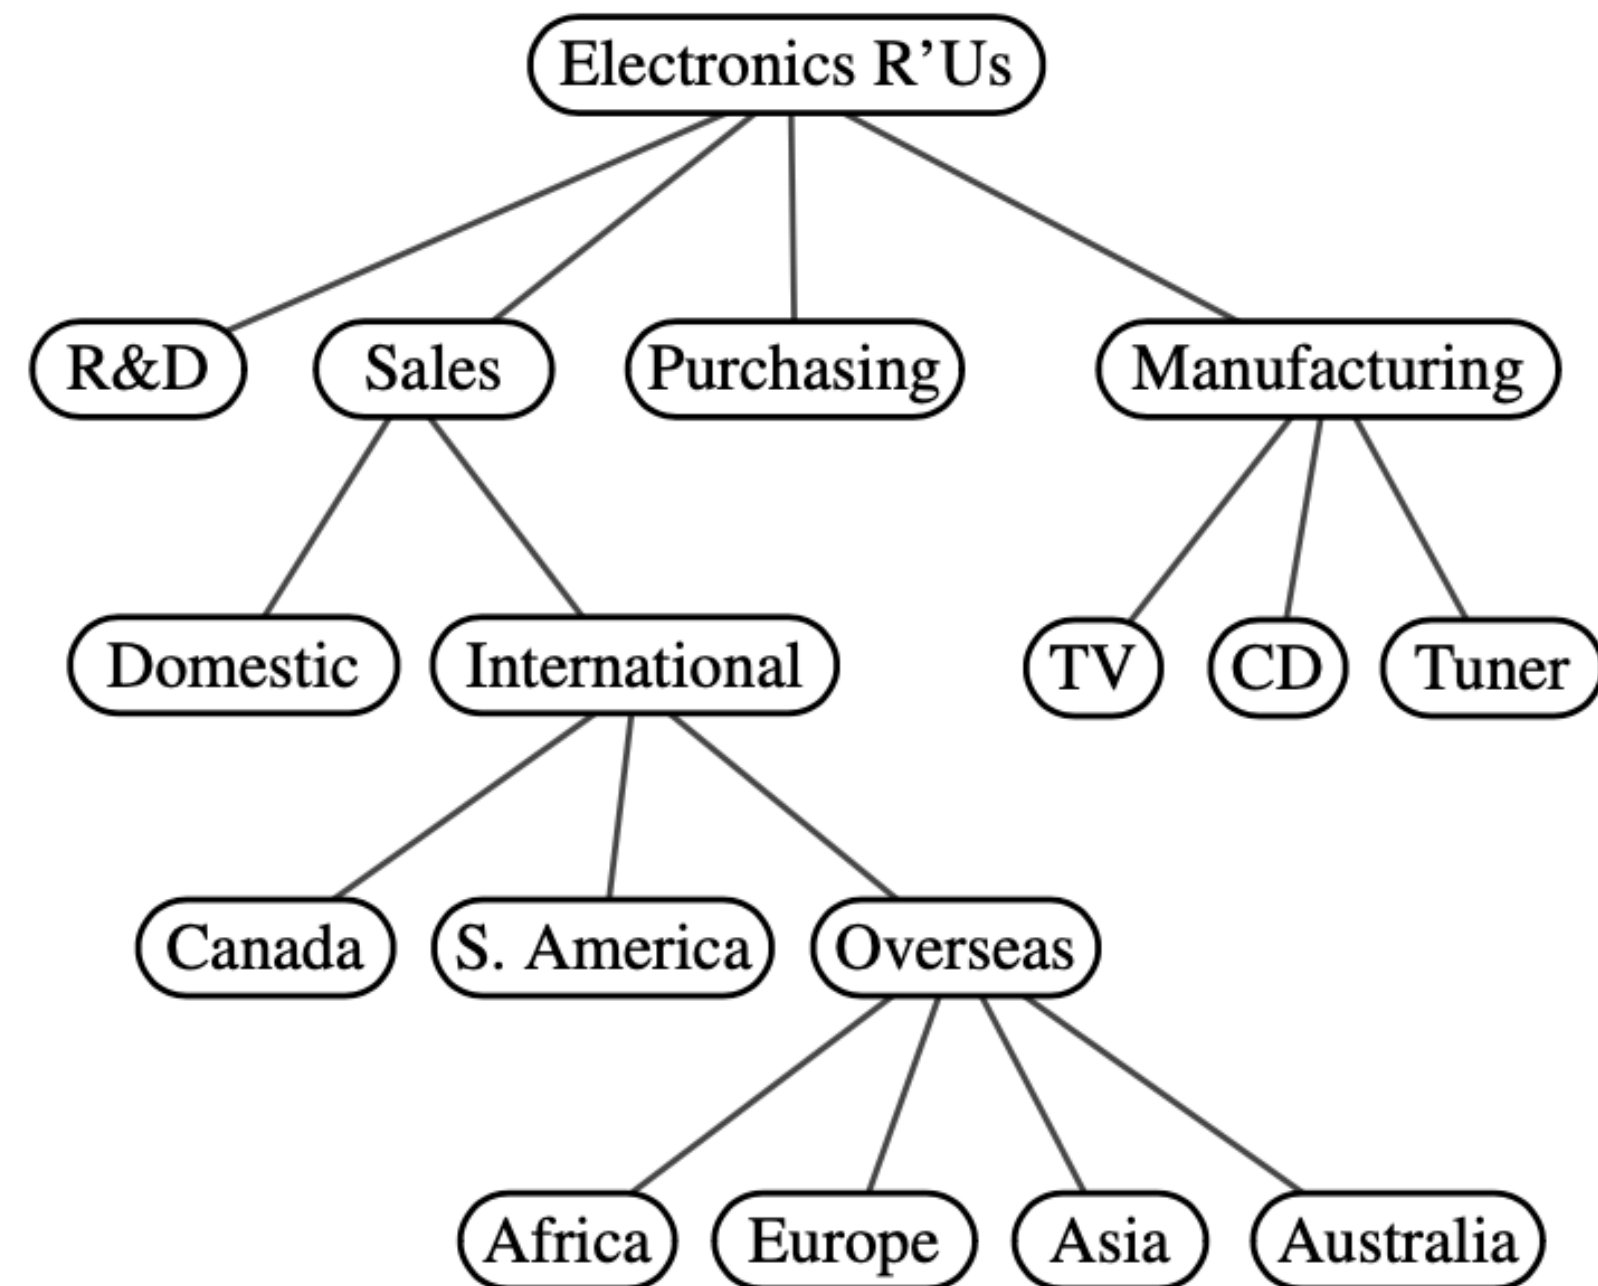 Electronics R’Us
R&D Sales Purchasing Manufacturing
Domestic International TV CD Tuner
Canada S. America Overseas
Africa Europe Asia Australia